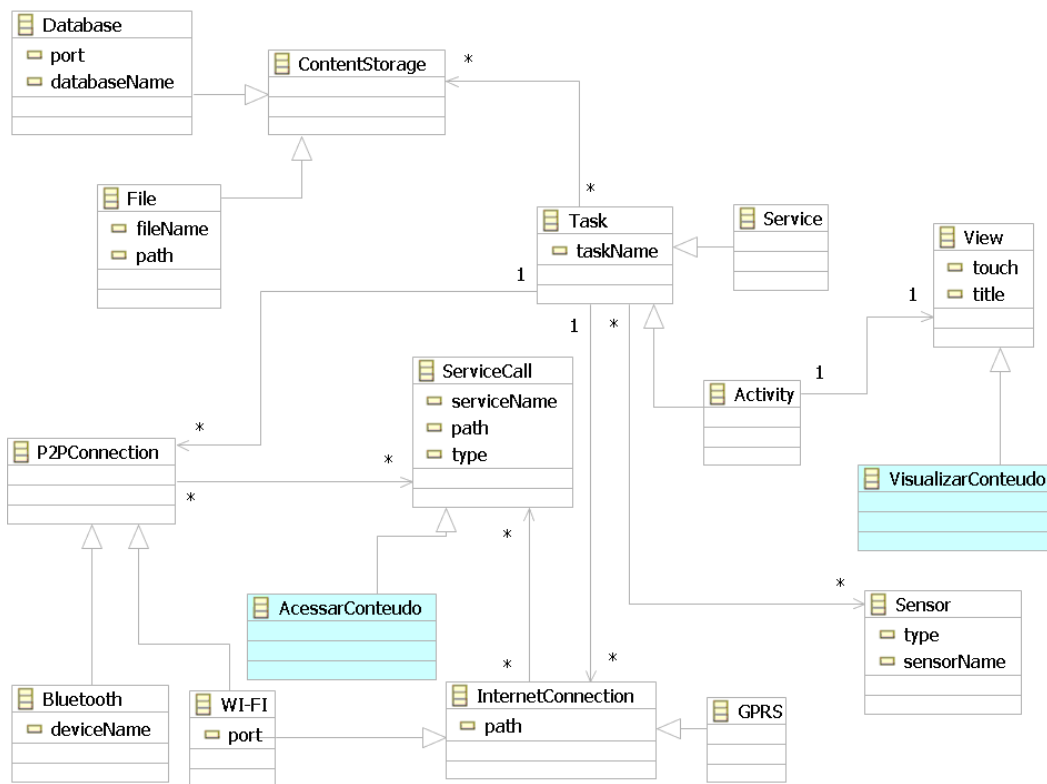 Database
port
databaseName
ContentStorage
*
File
fileName
path
*
Task
taskName
Service
View
touch
title
1
1
*
1
1
ServiceCall
serviceName
path
type
Activity
*
P2PConnection
*
*
VisualizarConteudo
*
*
AcessarConteudo
Sensor
type
sensorName
*
*
Bluetooth
deviceName
WI-FI
port
InternetConnection
path
GPRS